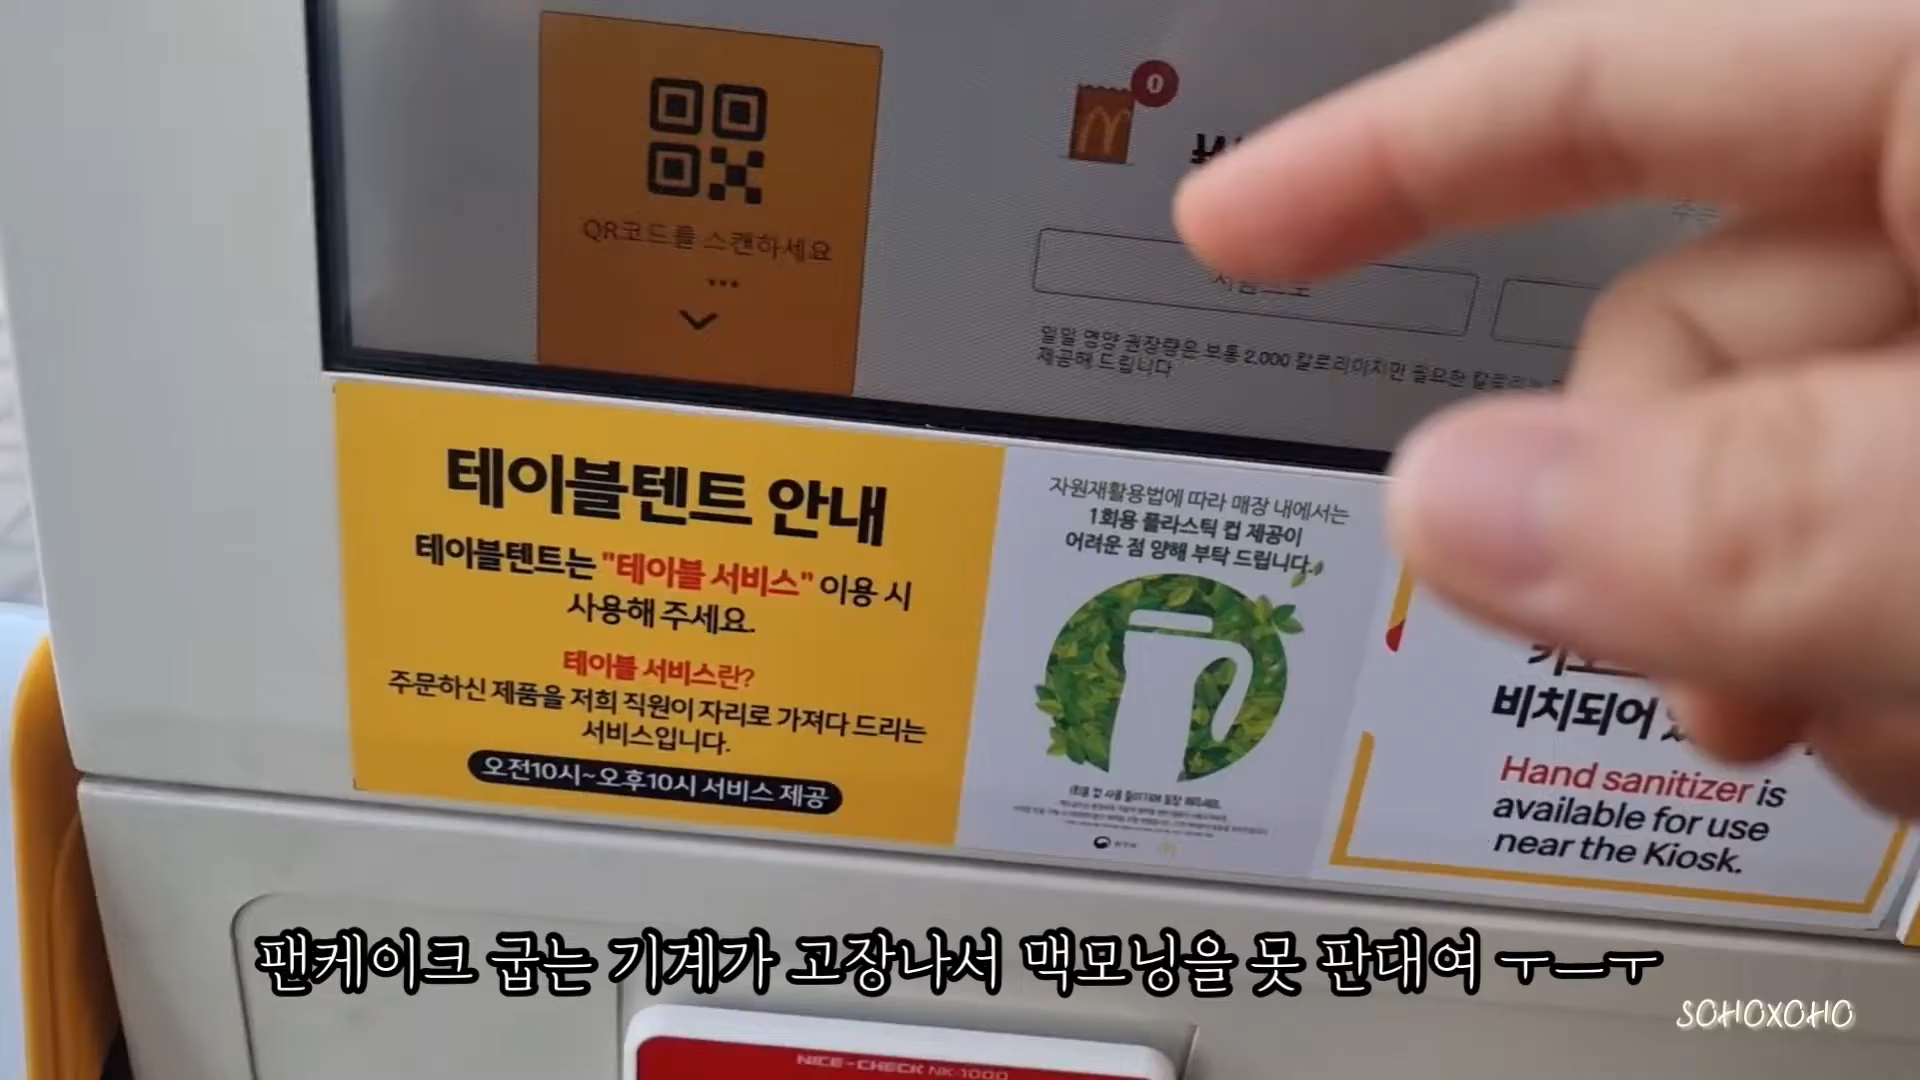 0
QR코드를 스캔하세요
일일 영양 권장량은 보통 2,000 칼로리이지만 필요한 칼로리는
제공해 드립니다
테이블텐트 안내
테이블텐트는 "테이블 서비스" 이용 시
사용해 주세요.
테이블 서비스란?
주문하신 제품을 저희 직원이 자리로 가져다 드리는
서비스입니다.
오전10시~오후10시 서비스 제공
자원재활용법에 따라 매장 내에서는
1회용 플라스틱 컵 제공이
어려운 점 양해 부탁 드립니다.
비치되어
Hand sanitizer is
available for use
near the Kiosk.
팬케이크 굽는 기계가 고장나서 맥모닝을 못 판대여 ㅜㅡㅜ
SOHOXOHO
NICE-CHECK NK-1000